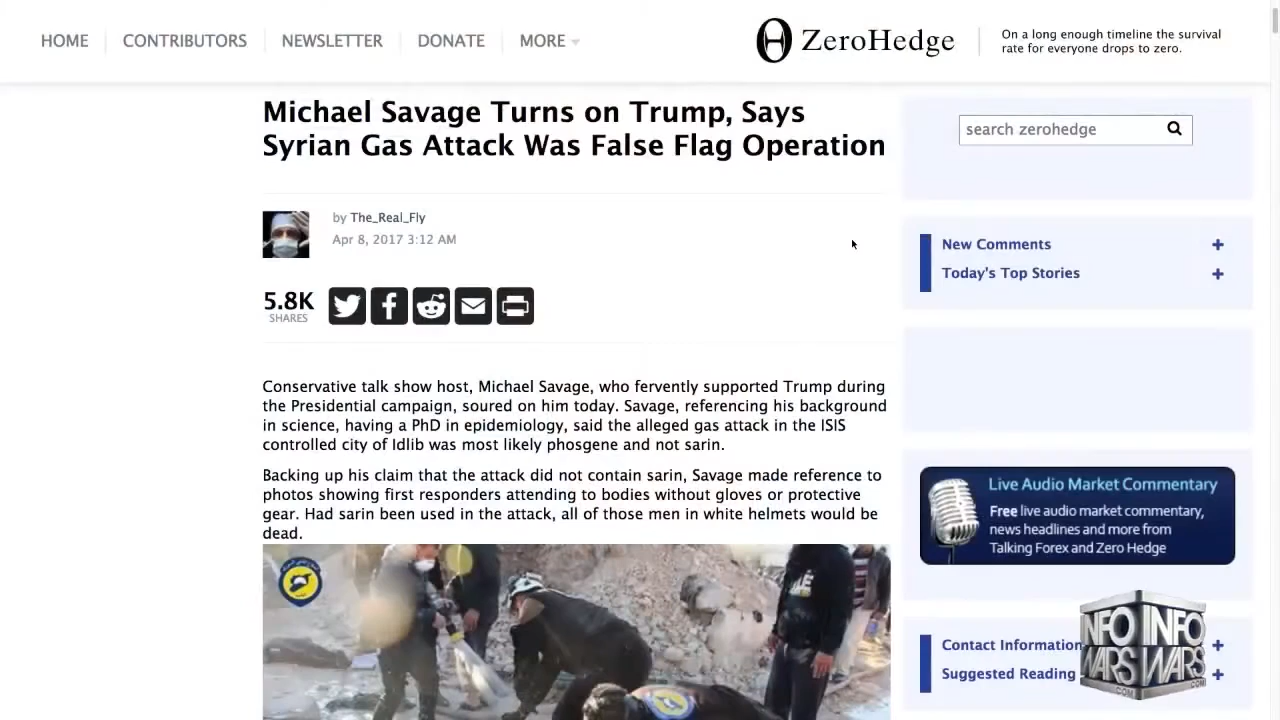 HOME
CONTRIBUTORS
NEWSLETTER
DONATE
MORE
ZeroHedge
On a long enough timeline the survival
rate for everyone drops to zero.
Michael Savage Turns on Trump, Says
Syrian Gas Attack Was False Flag Operation
by The_Real_Fly
Apr 8, 2017 3:12 AM
5.8K
SHARES
Conservative talk show host, Michael Savage, who fervently supported Trump during
the Presidential campaign, soured on him today. Savage, referencing his background
in science, having a PhD in epidemiology, said the alleged gas attack in the ISIS
controlled city of Idlib was most likely phosgene and not sarin.
Backing up his claim that the attack did not contain sarin, Savage made reference to
photos showing first responders attending to bodies without gloves or protective
gear. Had sarin been used in the attack, all of those men in white helmets would be
dead.
search zerohedge
New Comments
Today's Top Stories
Live Audio Market Commentary
Free live audio market commentary,
news headlines and more from
Talking Forex and Zero Hedge
Contact Information
Suggested Reading
INFO INFO
WARS WARS
.COM .COM